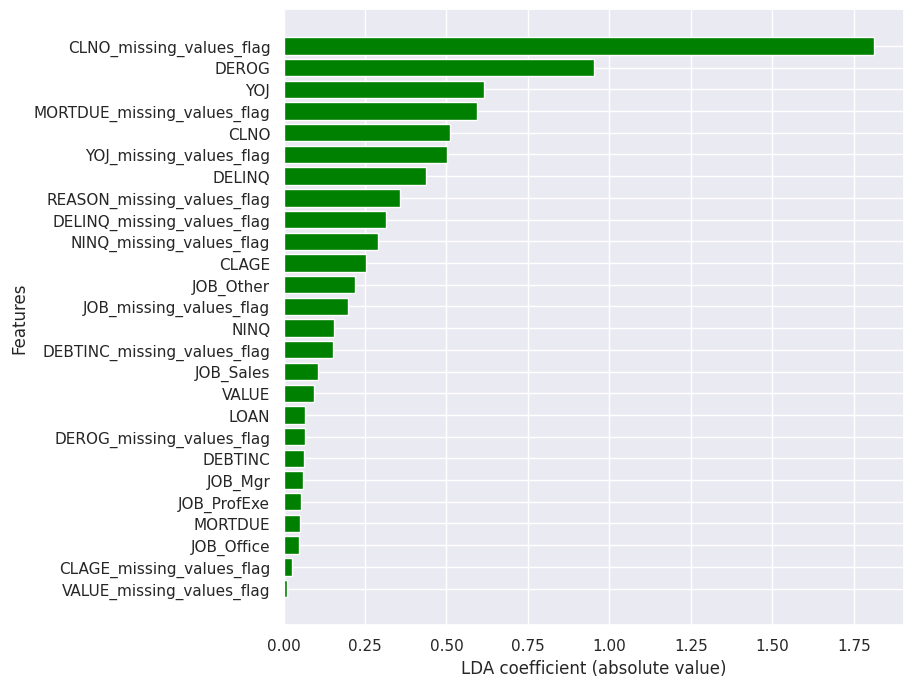 CLNO_missing_values_flag
DEROG
YOJ
MORTDUE_missing_values_flag
CLNO
YOJ_missing_values_flag
DELINQ
REASON_missing_values_flag
DELINQ_missing_values_flag
NINQ_missing_values_flag
CLAGE
JOB_Other
JOB_missing_values_flag
NINQ
DEBTINC_missing_values_flag
JOB_Sales
VALUE
LOAN
DEROG_missing_values_flag
DEBTINC
JOB_Mgr
JOB_ProfExe
MORTDUE
JOB_Office
CLAGE_missing_values_flag
VALUE_missing_values_flag
Features
0.00 0.25 0.50 0.75 1.00 1.25 1.50 1.75
LDA coefficient (absolute value)